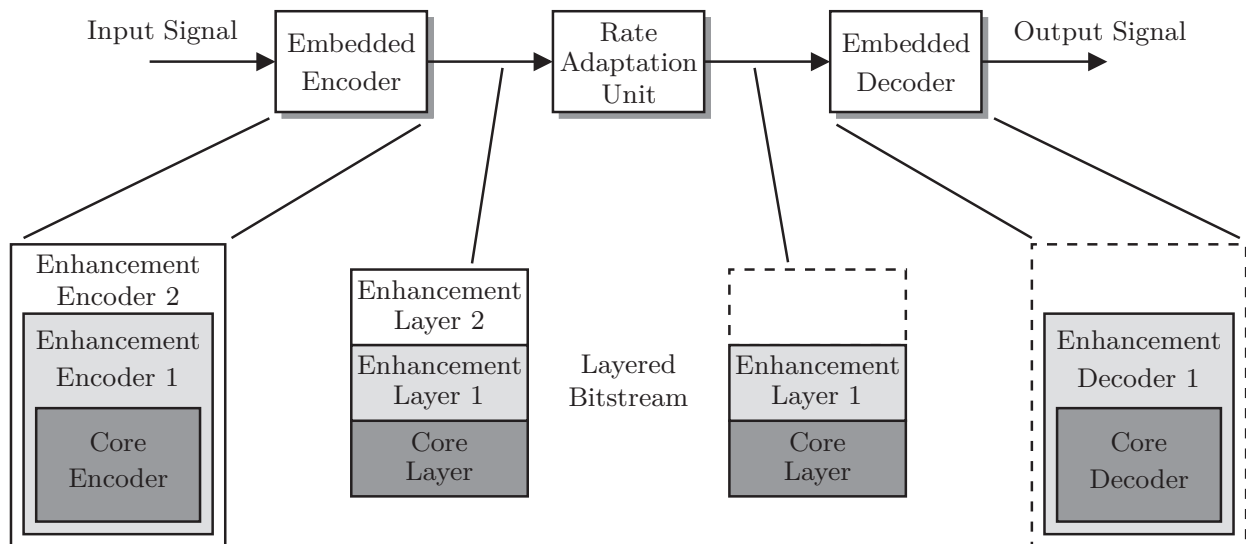 Input Signal
Embedded
Encoder
Rate
Adaptation
Unit
Embedded
Decoder
Output Signal
Enhancement
Encoder 2
Enhancement
Encoder 1
Core
Encoder
Enhancement
Layer 2
Enhancement
Layer 1
Core
Layer
Layered
Bitstream
Enhancement
Layer 1
Core
Layer
Enhancement
Decoder 1
Core
Decoder